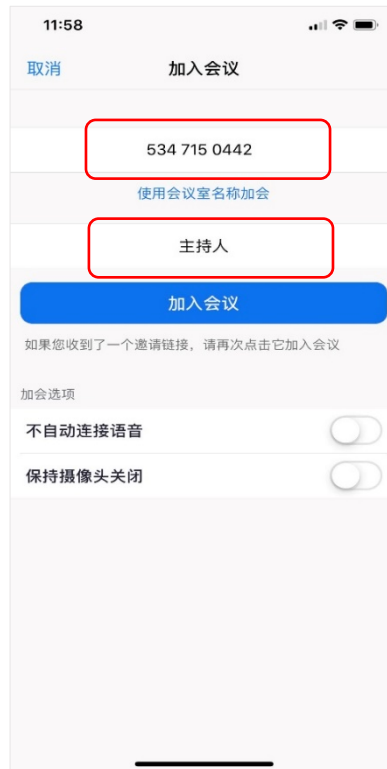 11:58
取消
加入会议
534 715 0442
使用会议室名称加会
主持人
加入会议
如果您收到了一个邀请链接，请再次点击它加入会议
加会选项
不自动连接语音
保持摄像头关闭